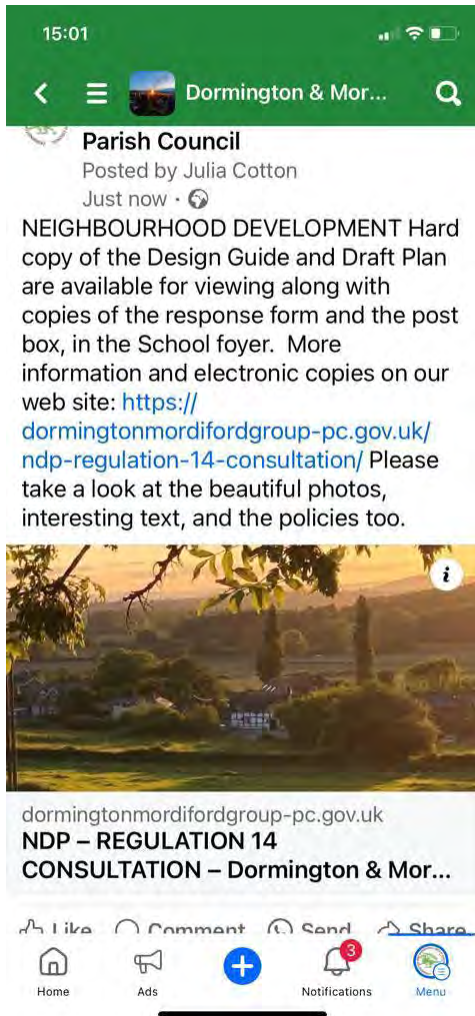 15:01
Dormington & Mor...
Parish Council
Posted by Julia Cotton
Just now ·
NEIGHBOURHOOD DEVELOPMENT Hard
copy of the Design Guide and Draft Plan
are available for viewing along with
copies of the response form and the post
box, in the School foyer.  More
information and electronic copies on our
web site: https://
dormingtonmordifordgroup-pc.gov.uk/
ndp-regulation-14-consultation/ Please
take a look at the beautiful photos,
interesting text, and the policies too.
i
dormingtonmordifordgroup-pc.gov.uk
NDP – REGULATION 14
CONSULTATION – Dormington & Mor...
Like Comment Send Share
3
Home Ads Notifications Menu